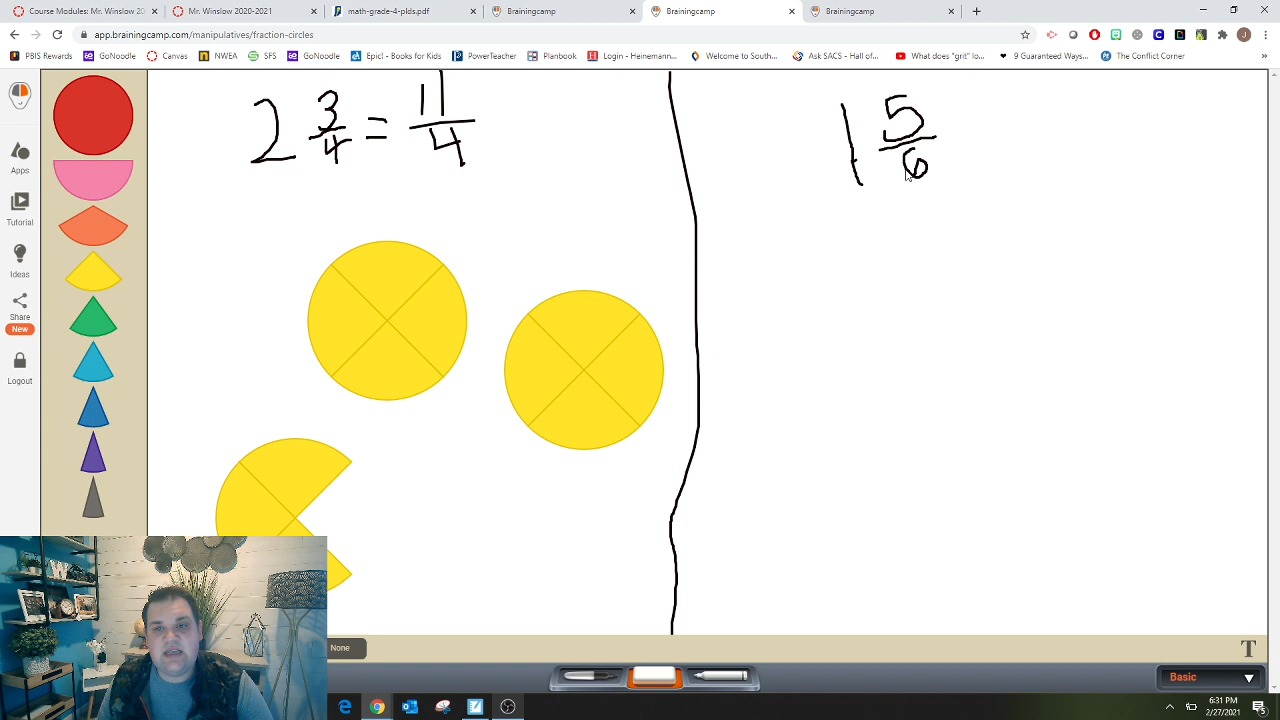 Course Modules: Mr. Winslow 20
Mr. Winslow 2020-2021
math-grade-4-plds.pdf
Brainingcamp
Brainingcamp
Brainingcamp
app.brainingcamp.com/manipulatives/fraction-circles
J
PBIS Rewards
GoNoodle
Canvas
NWEA
SFS
GoNoodle
Epic! - Books for Kids
PowerTeacher
Planbook
Login - Heinemann...
Welcome to South...
Ask SACS - Hall of...
What does "grit" lo...
9 Guaranteed Ways...
The Conflict Corner
Apps
Tutorial
Ideas
Share
New
Logout
2 3/4 = 11/4
1 5/6
None
T
Basic
6:31 PM
2/27/2021